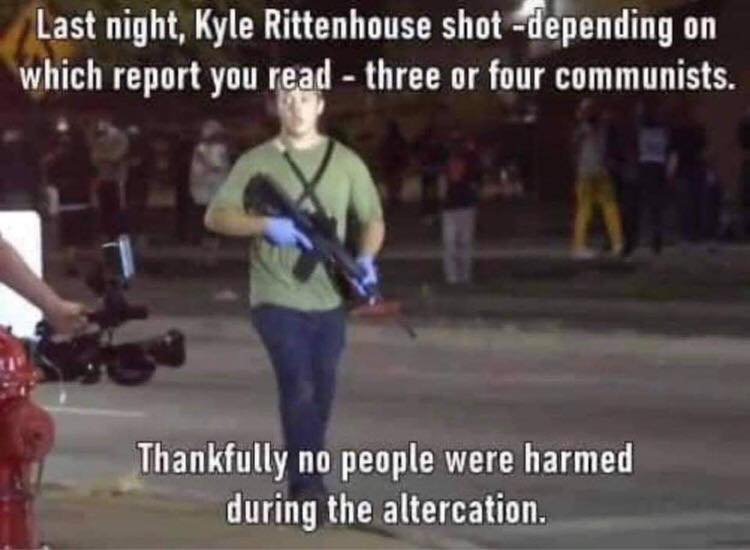 Last night, Kyle Rittenhouse shot -depending on
which report you read - three or four communists.
Thankfully no people were harmed
during the altercation.